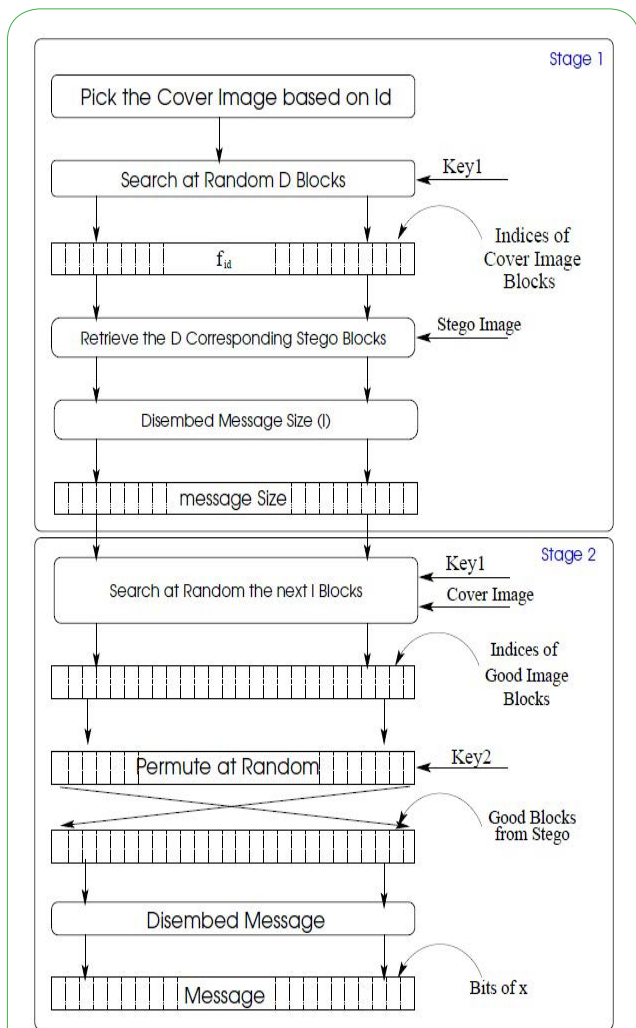 Stage 1
Pick the Cover Image based on Id
Search at Random D Blocks
Key1
f id
Indices of
Cover Image
Blocks
Retrieve the D Corresponding Stego Blocks
Stego Image
Disembed Message Size (l)
message Size
Stage 2
Search at Random the next l Blocks
Key1
Cover Image
Indices of
Good Image
Blocks
Permute at Random
Key2
Good Blocks
from Stego
Disembed Message
Message
Bits of x